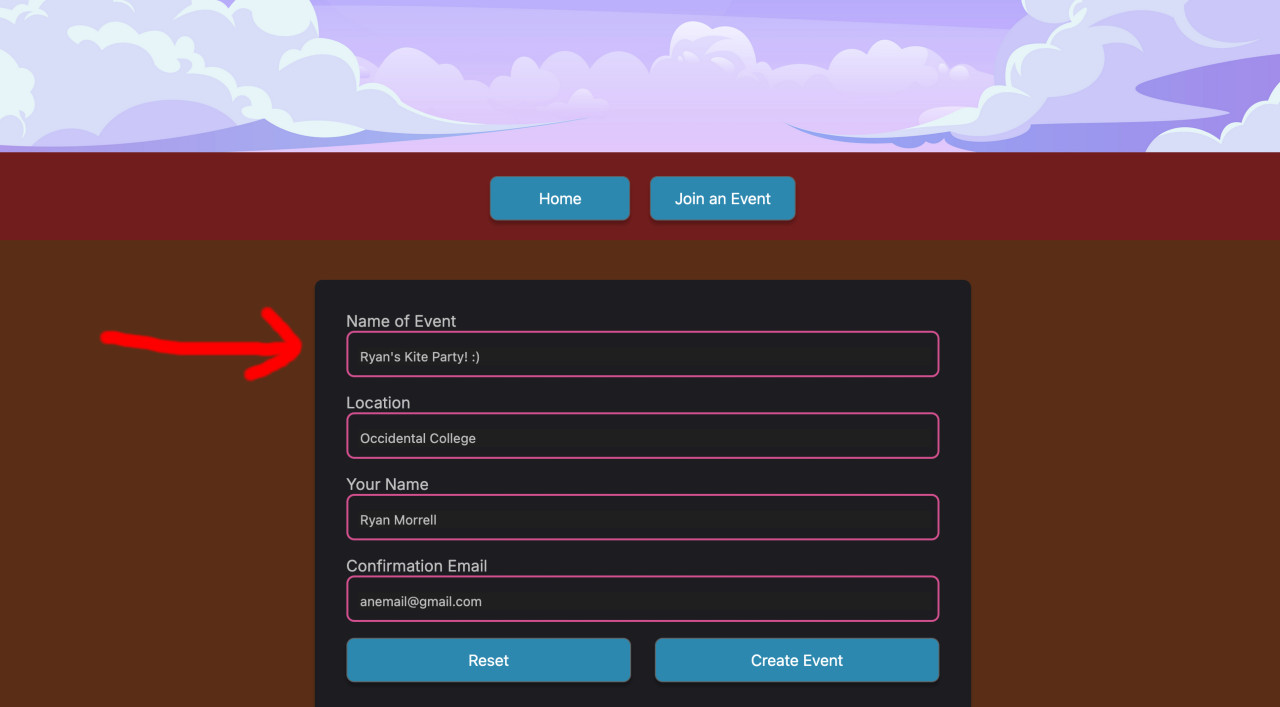 Home
Join an Event
Name of Event
Ryan's Kite Party! :)
Location
Occidental College
Your Name
Ryan Morrell
Confirmation Email
anemail@gmail.com
Reset
Create Event